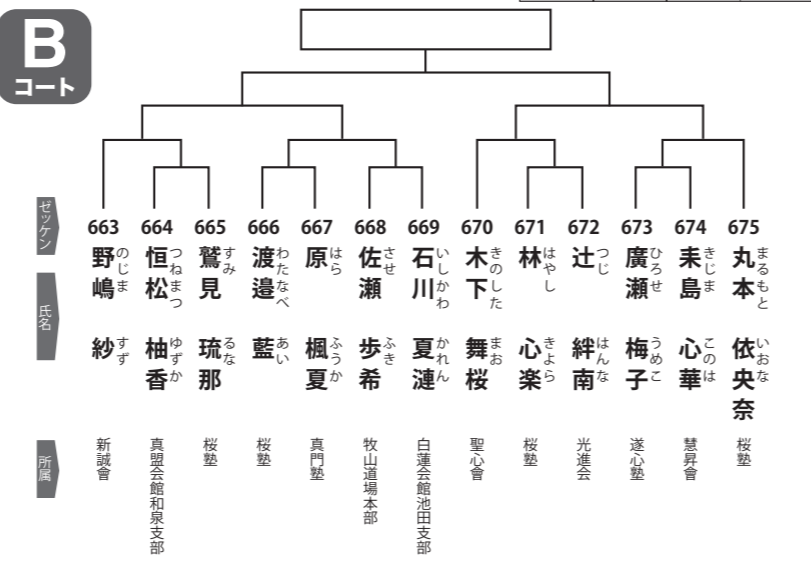 B
コート
ゼッケン
663 664 665 666 667 668 669 670 671 672 673 674 675
氏名
野嶋 紗
のじま すず
恒松 柚香
つねまつ ゆずか
鷲見 琉那
すみ るな
渡邉 藍
わたなべ あい
原 楓夏
はら ふうか
佐瀬 歩希
させ ふき
石川 夏漣
いしかわ かれん
木下 舞桜
きのした まお
林 心楽
はやし きよら
辻 絆南
つじ はんな
廣瀬 梅子
ひろせ うめこ
耒島 心華
きじま このは
丸本 依央奈
まるもと いおな
所属
新誠會
真盟会館和泉支部
桜塾
桜塾
真門塾
牧山道場本部
白蓮会館池田支部
聖心會
桜塾
光進会
遂心塾
慧昇會
桜塾